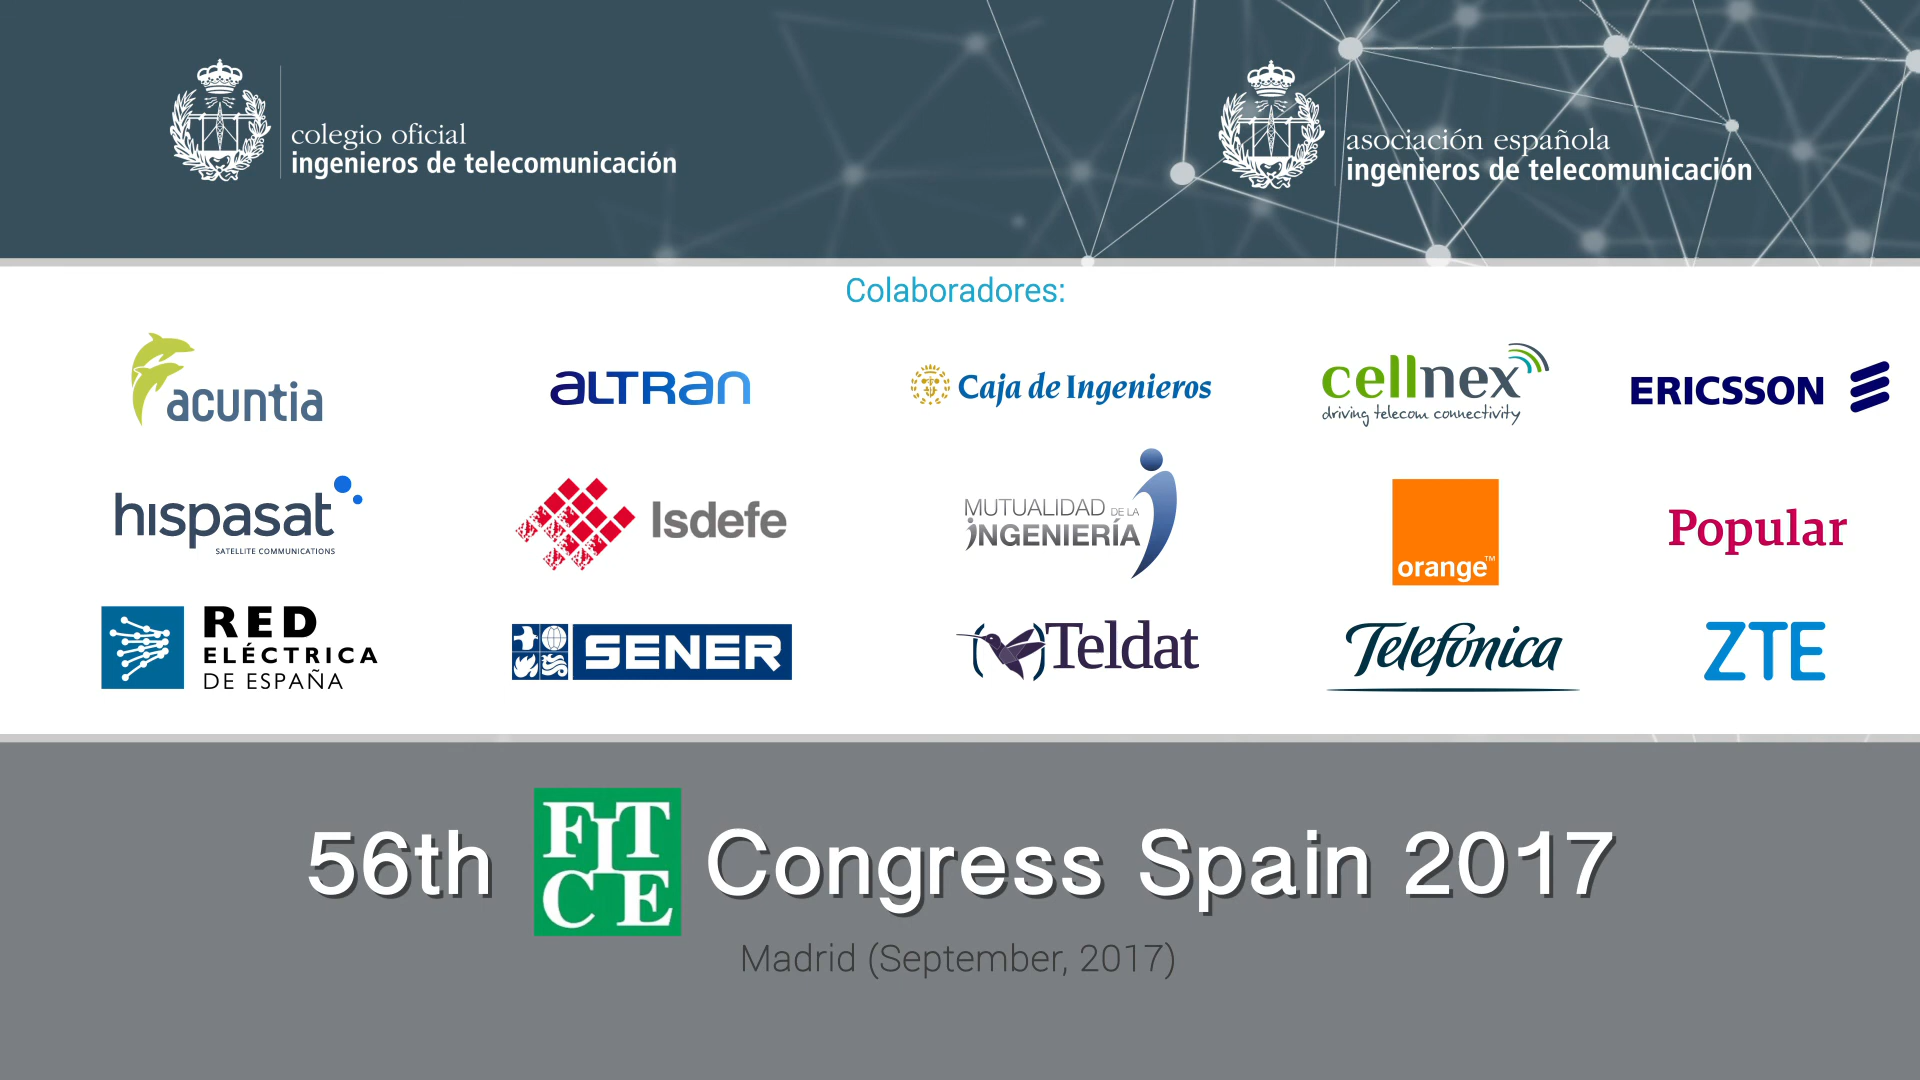 colegio oficial
ingenieros de telecomunicación
asociación española
ingenieros de telecomunicación
Colaboradores:
acuntia
ALTRan
Caja de Ingenieros
cellnex
driving telecom connectivity
ERICSSON
hispasat
SATELLITE COMMUNICATIONS
Isdefe
MUTUALIDAD DE LA
iNGENIERÍA
orange™
Popular
RED
ELÉCTRICA
DE ESPAÑA
SENER
Teldat
Telefónica
ZTE
56th FITCE Congress Spain 2017
Madrid (September, 2017)